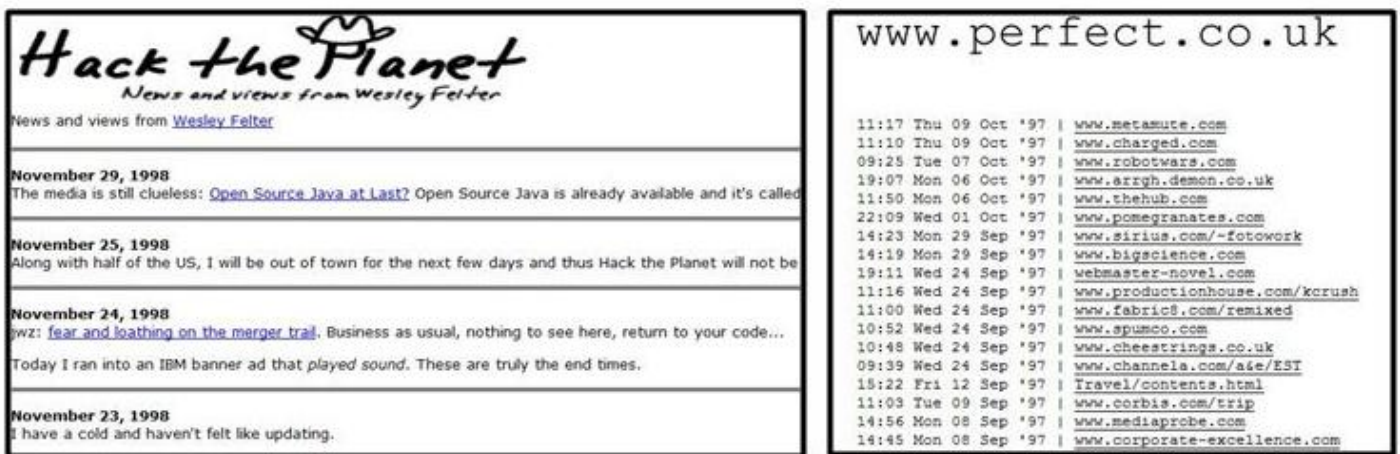 Hack the Planet
News and views from Wesley Felter
News and views from Wesley Felter
November 29, 1998
The media is still clueless: Open Source Java at Last? Open Source Java is already available and it's called
November 25, 1998
Along with half of the US, I will be out of town for the next few days and thus Hack the Planet will not be
November 24, 1998
jwz: fear and loathing on the merger trail. Business as usual, nothing to see here, return to your code...
Today I ran into an IBM banner ad that played sound. These are truly the end times.
November 23, 1998
I have a cold and haven't felt like updating.
www.perfect.co.uk
11:17 Thu 09 Oct '97 | www.metamute.com
11:10 Thu 09 Oct '97 | www.charged.com
09:25 Tue 07 Oct '97 | www.robotwars.com
19:07 Mon 06 Oct '97 | www.arrgh.demon.co.uk
11:50 Mon 06 Oct '97 | www.thehub.com
22:09 Wed 01 Oct '97 | www.pomegranates.com
14:23 Mon 29 Sep '97 | www.sirius.com/~fotowork
14:19 Mon 29 Sep '97 | www.bigscience.com
19:11 Wed 24 Sep '97 | webmaster-novel.com
11:16 Wed 24 Sep '97 | www.productionhouse.com/kcrush
11:00 Wed 24 Sep '97 | www.fabric8.com/remixed
10:52 Wed 24 Sep '97 | www.spumco.com
10:48 Wed 24 Sep '97 | www.cheestrings.co.uk
09:39 Wed 24 Sep '97 | www.channela.com/a&e/EST
15:22 Fri 12 Sep '97 | Travel/contents.html
11:03 Tue 09 Sep '97 | www.corbis.com/trip
14:56 Mon 08 Sep '97 | www.mediaprobe.com
14:45 Mon 08 Sep '97 | www.corporate-excellence.com